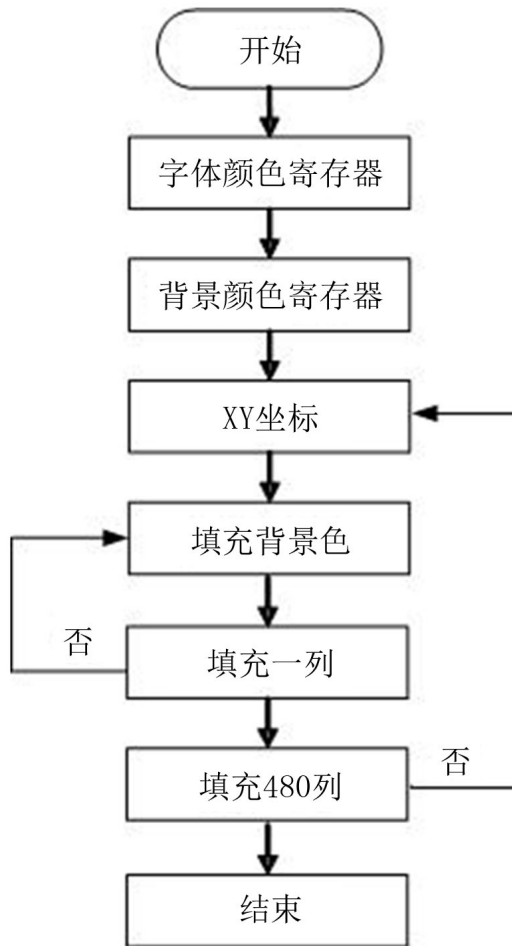 开始
字体颜色寄存器
背景颜色寄存器
XY坐标
填充背景色
否
填充一列
否
填充480列
结束